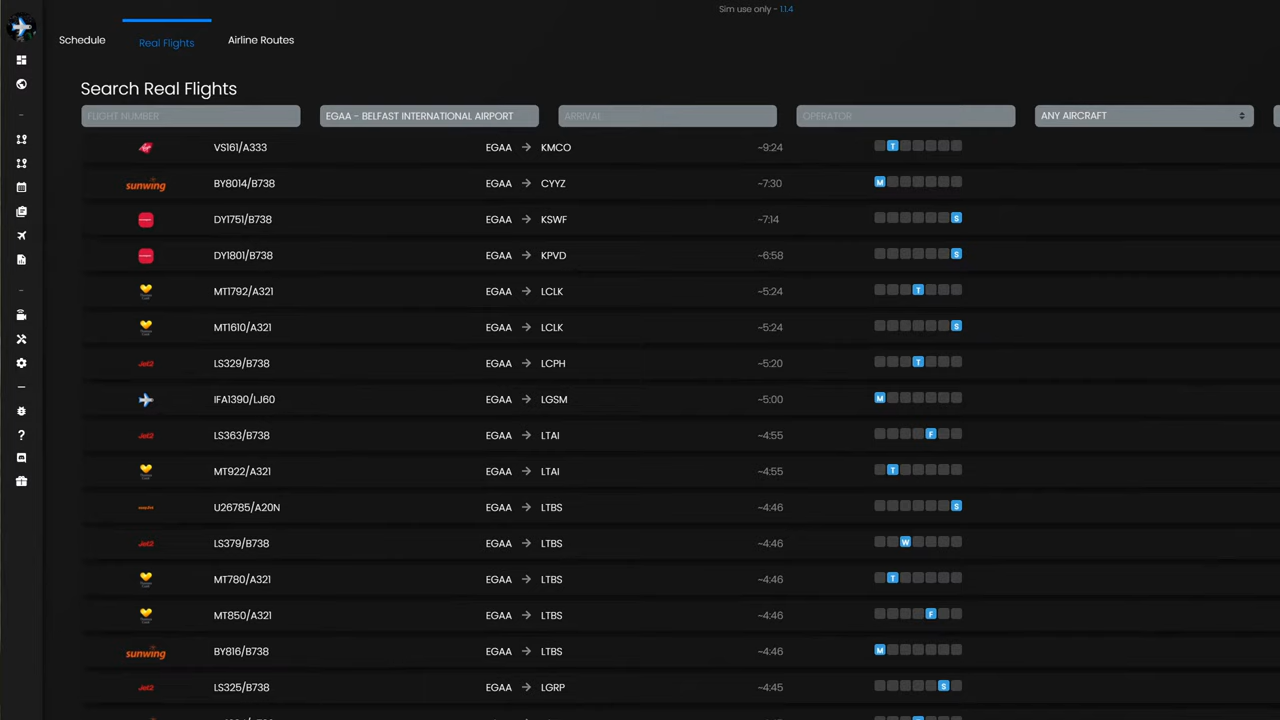 Sim use only - 1.1.4
Schedule
Real Flights
Airline Routes
Search Real Flights
FLIGHT NUMBER
EGAA - BELFAST INTERNATIONAL AIRPORT
ARRIVAL
OPERATOR
ANY AIRCRAFT
VS161/A333 EGAA → KMCO ~9:24 T
sunwing BY8014/B738 EGAA → CYYZ ~7:30 M
DY1751/B738 EGAA → KSWF ~7:14 S
DY1801/B738 EGAA → KPVD ~6:58 S
MT1792/A321 EGAA → LCLK ~5:24 T
MT1610/A321 EGAA → LCLK ~5:24 S
Jet2 LS329/B738 EGAA → LCPH ~5:20 T
IFA1390/LJ60 EGAA → LGSM ~5:00 M
Jet2 LS363/B738 EGAA → LTAI ~4:55 F
MT922/A321 EGAA → LTAI ~4:55 T
U26785/A20N EGAA → LTBS ~4:46 S
Jet2 LS379/B738 EGAA → LTBS ~4:46 W
MT780/A321 EGAA → LTBS ~4:46 T
MT850/A321 EGAA → LTBS ~4:46 F
sunwing BY816/B738 EGAA → LTBS ~4:46 M
Jet2 LS325/B738 EGAA → LGRP ~4:45 S